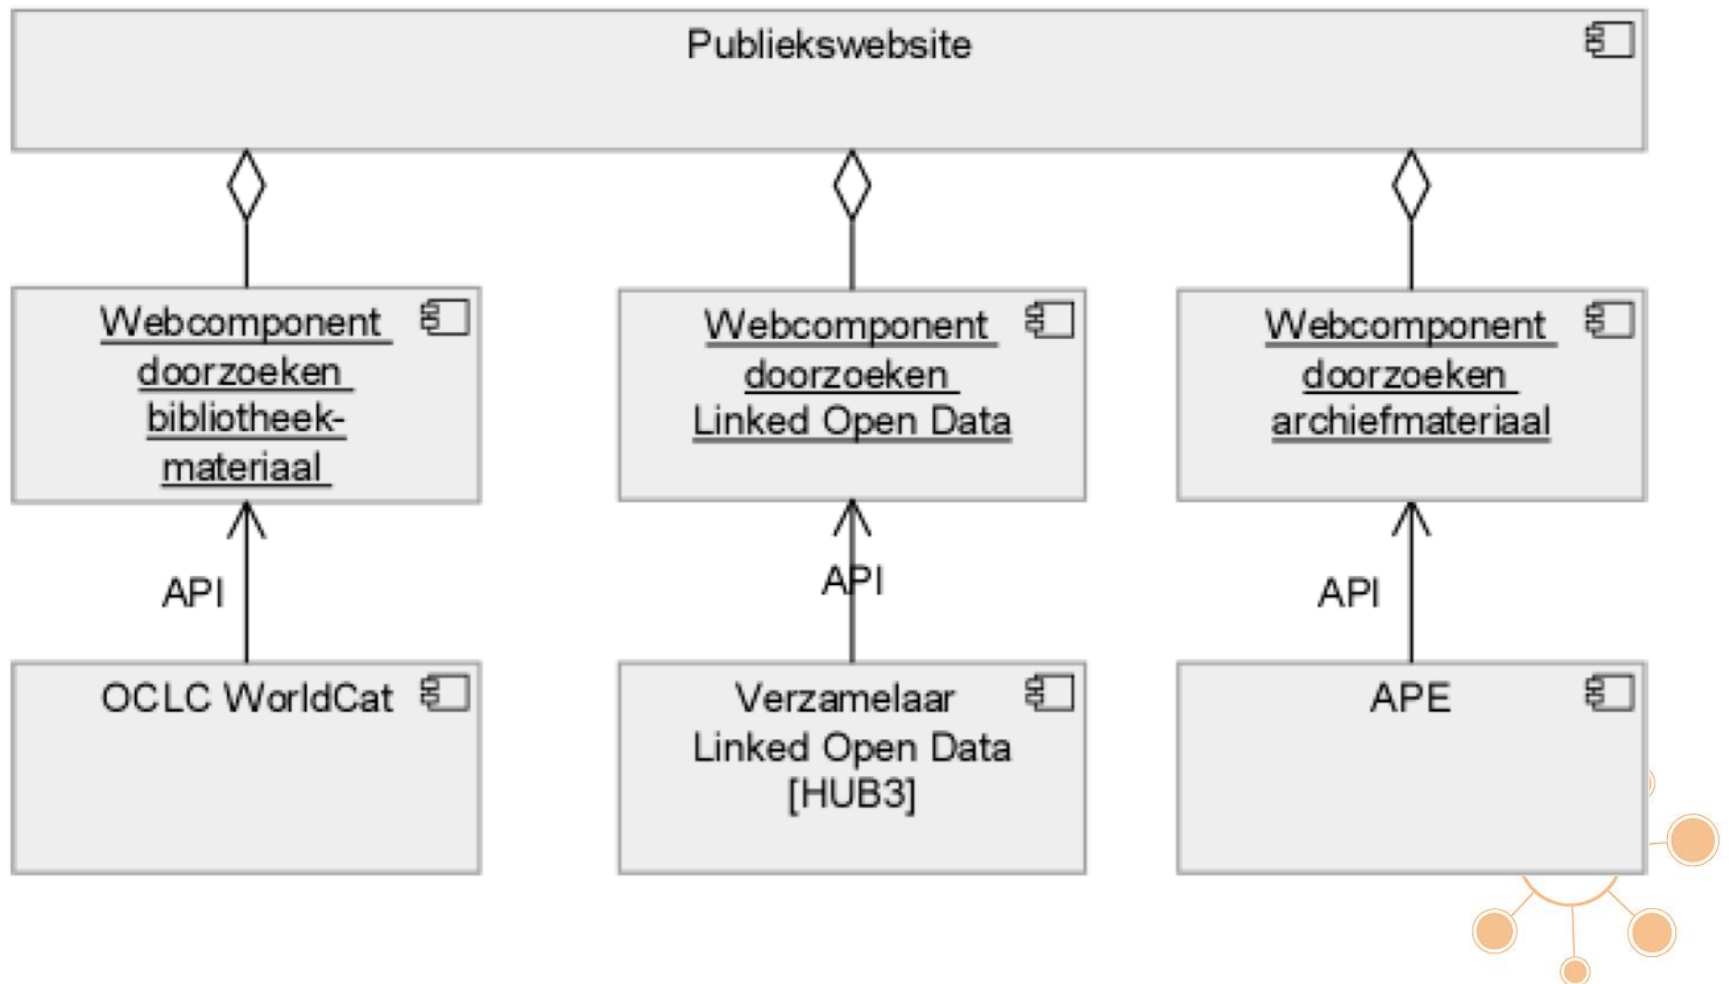 Publiekswebsite
Webcomponent
doorzoeken
bibliotheek-
materiaal
Webcomponent
doorzoeken
Linked Open Data
Webcomponent
doorzoeken
archiefmateriaal
API
API
API
OCLC WorldCat
Verzamelaar
Linked Open Data
[HUB3]
APE